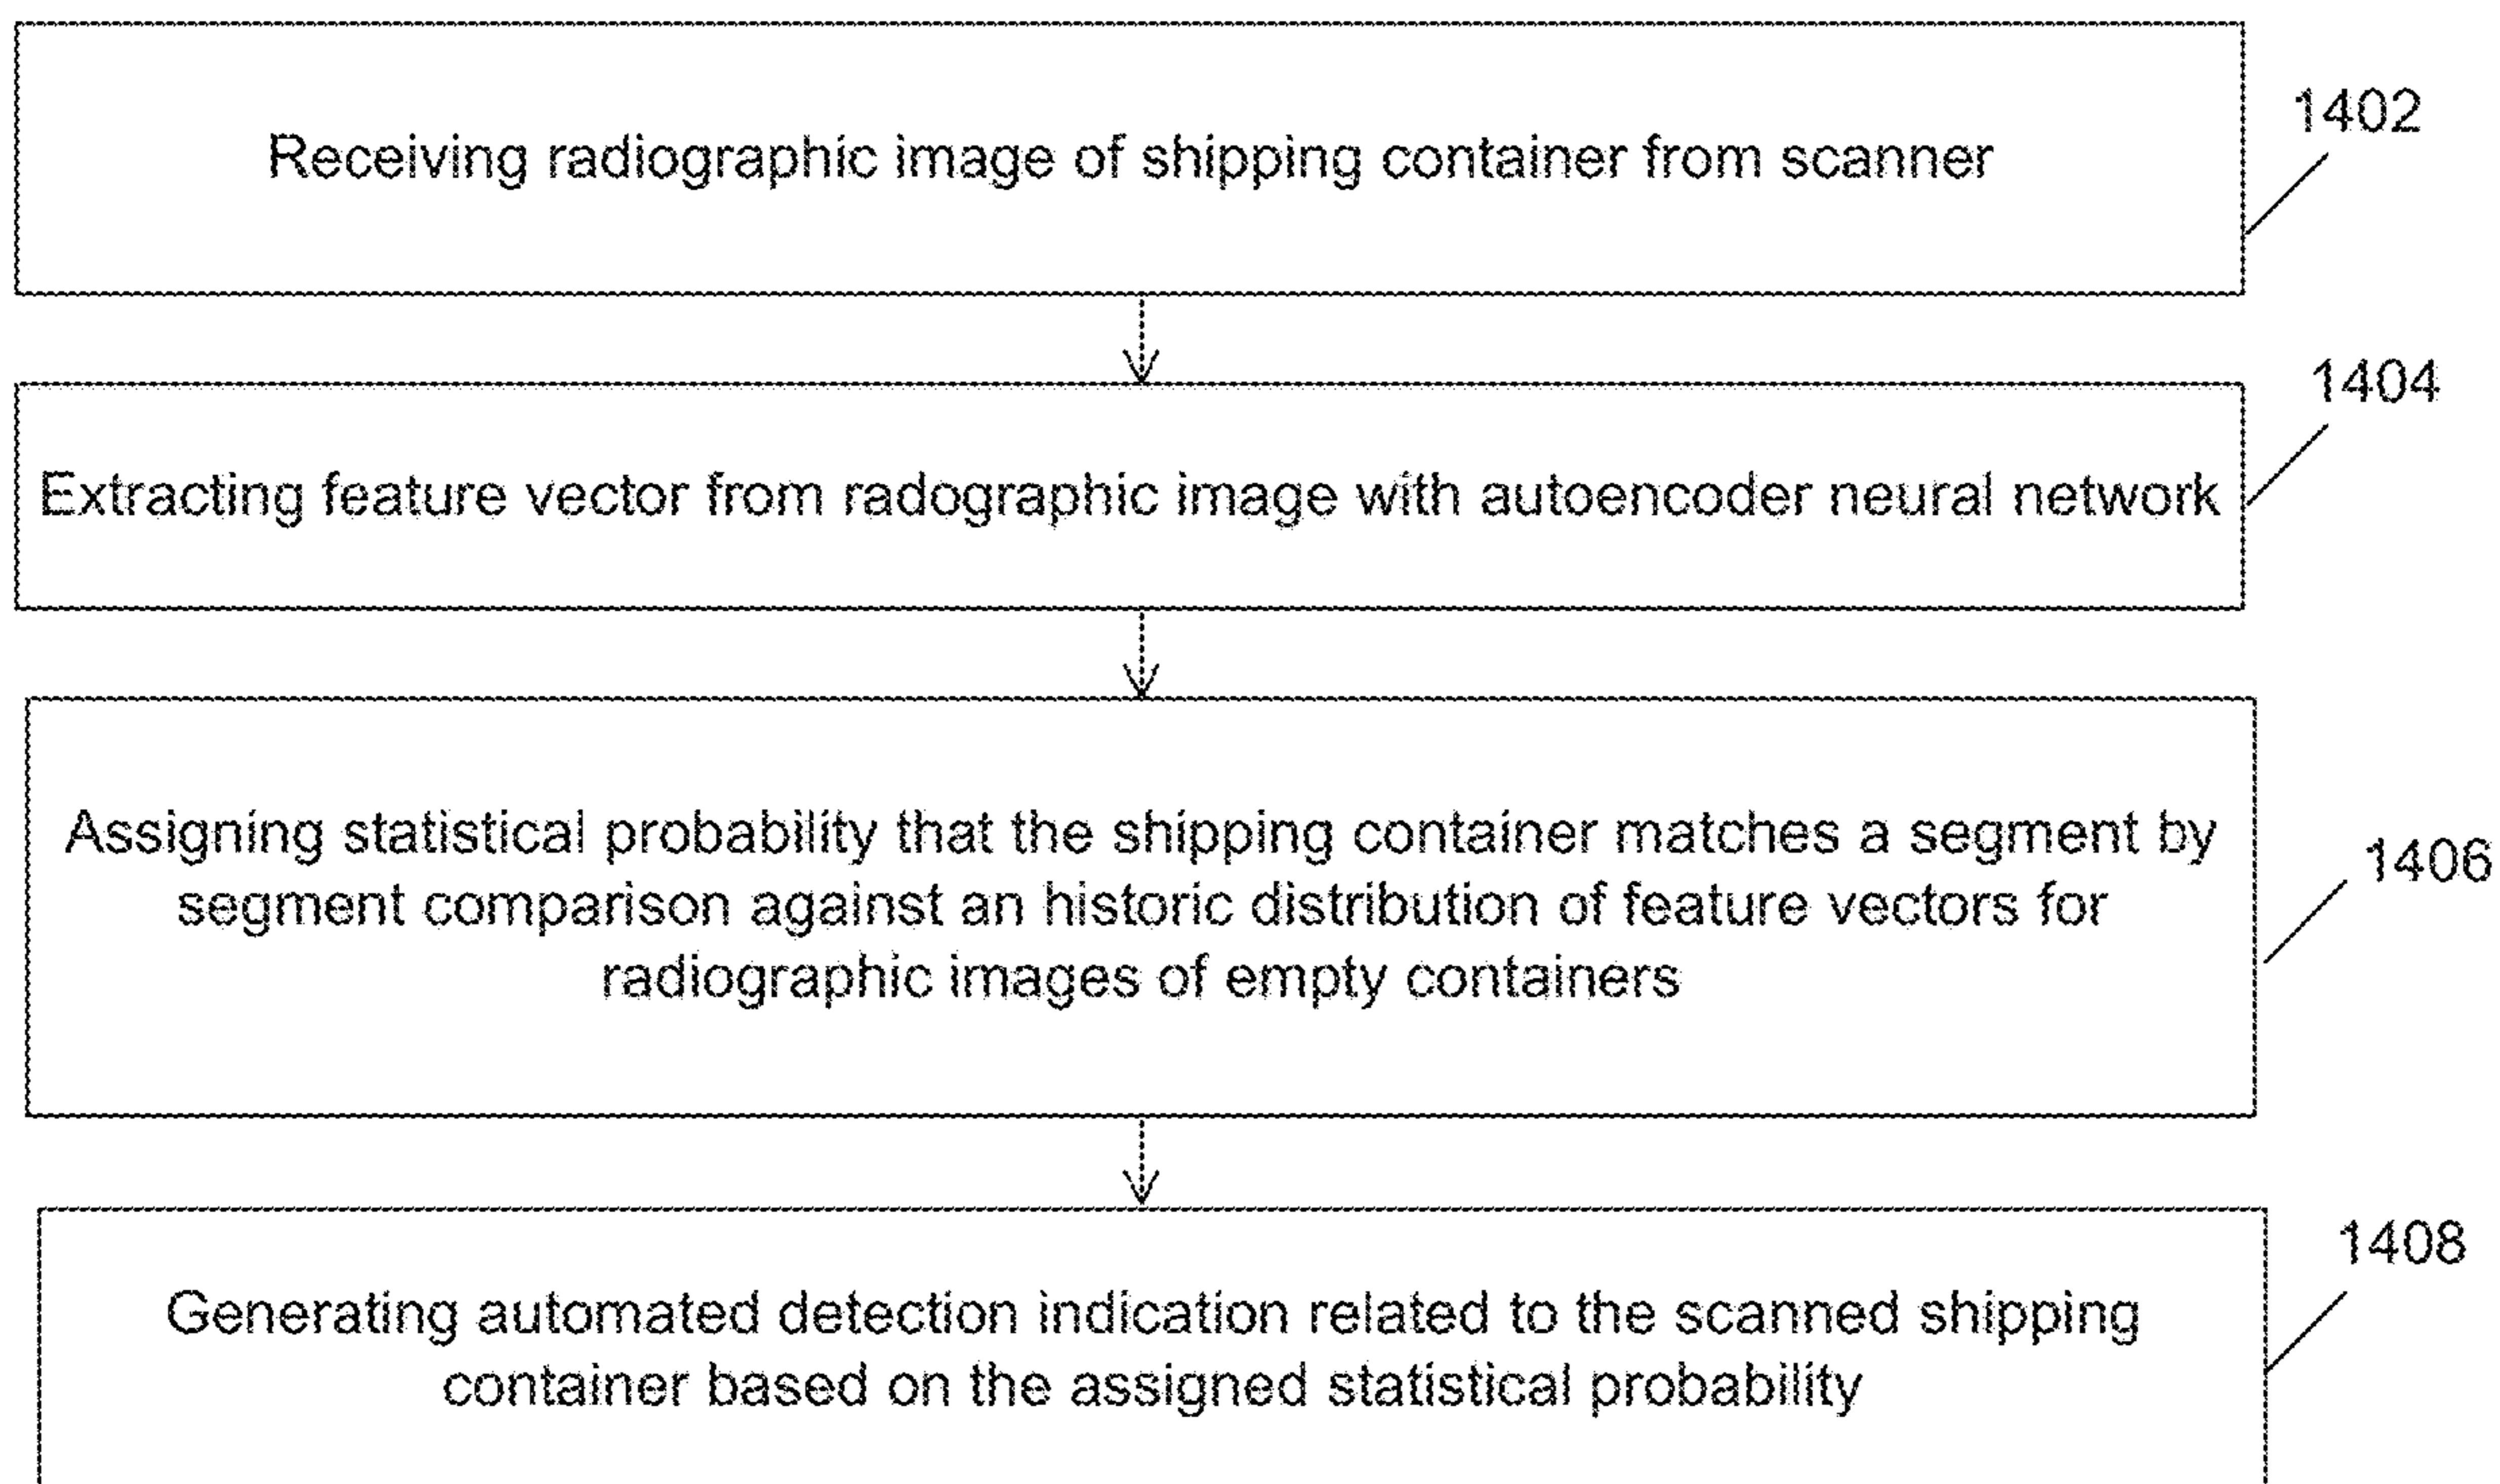 Receiving radiographic image of shipping container from scanner
1402
Extracting feature vector from radographic image with autoencoder neural network
1404
Assigning statistical probability that the shipping container matches a segment by
segment comparison against an historic distribution of feature vectors for
radiographic images of empty containers
1406
Generating automated detection indication related to the scanned shipping
container based on the assigned statistical probability
1408